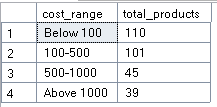 cost_range total_products
1 Below 100 110
2 100-500 101
3 500-1000 45
4 Above 1000 39